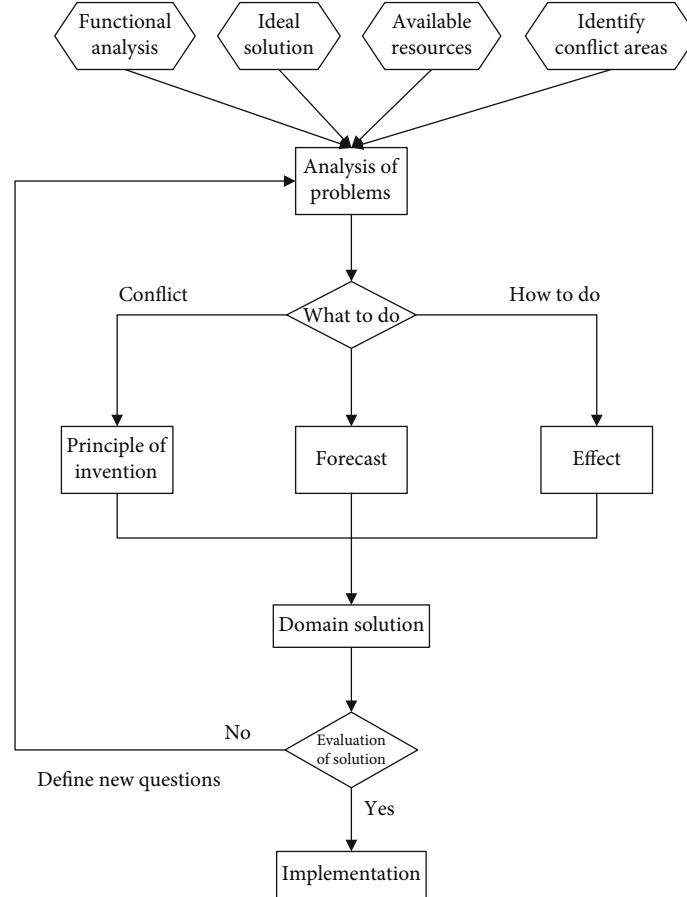 Functional
analysis
Ideal
solution
Available
resources
Identify
conflict areas
Analysis of
problems
Conflict
What to do
How to do
Principle of
invention
Forecast
Effect
Domain solution
No
Evaluation
of solution
Define new questions
Yes
Implementation